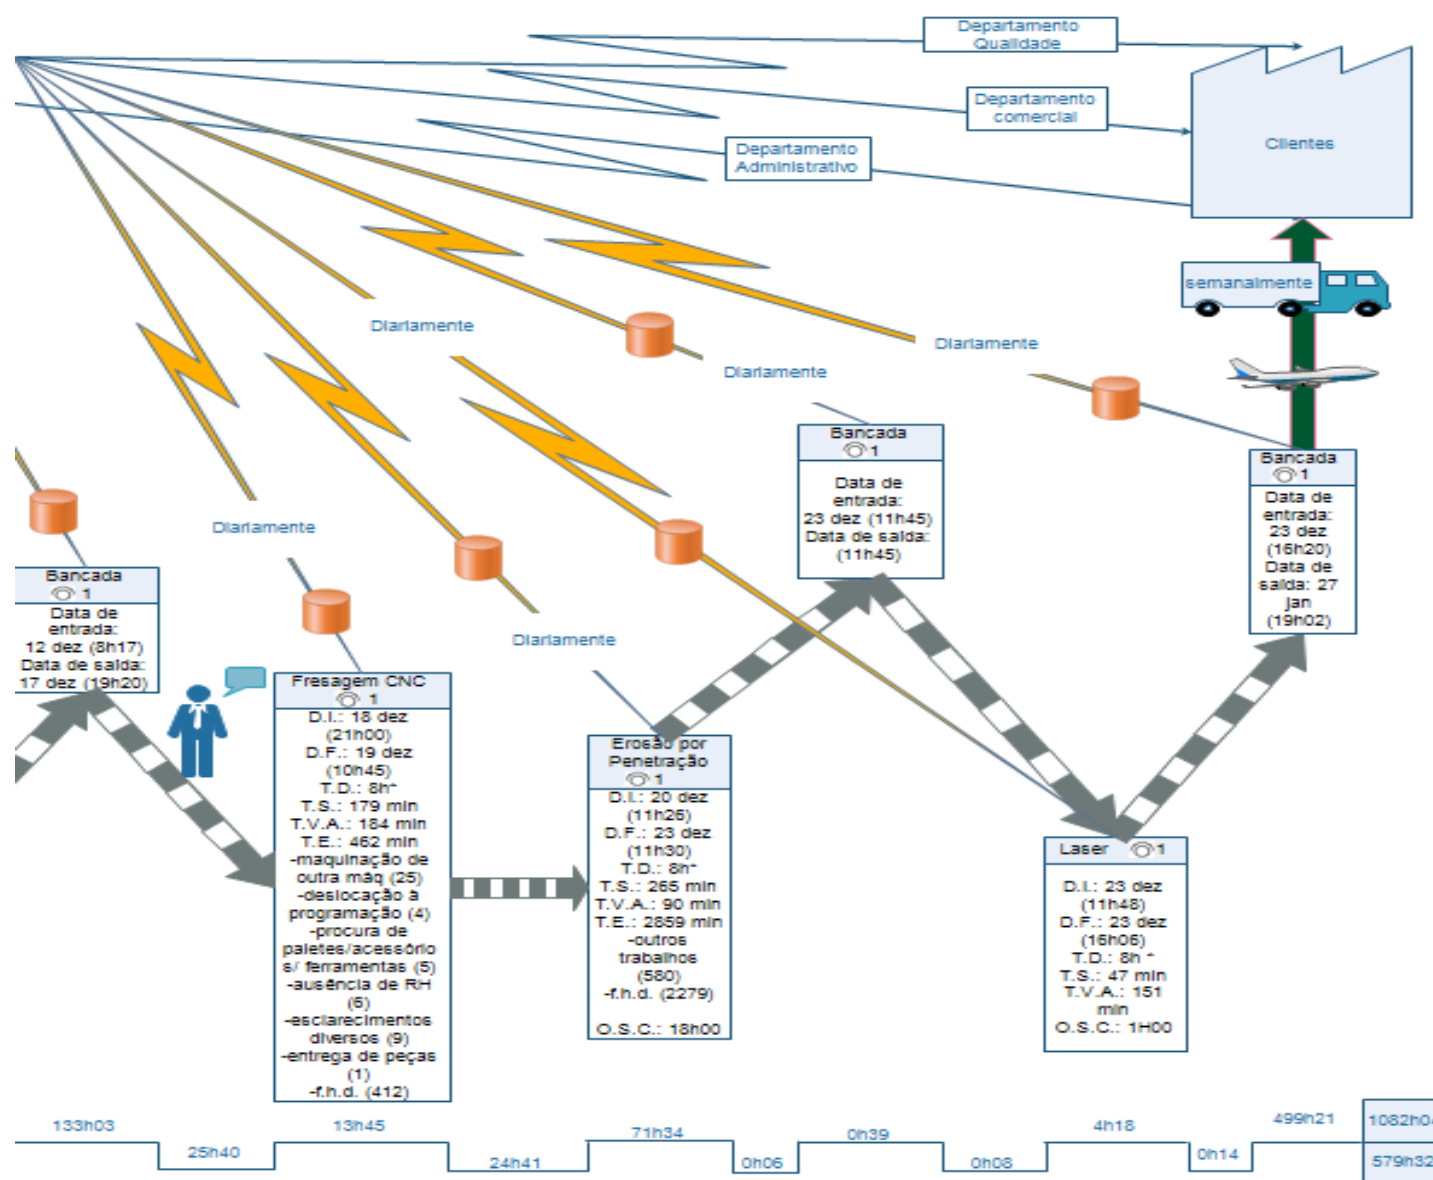 Departamento
Qualidade
Departamento
comercial
Departamento
Administrativo
Clientes
semanalmente
Diariamente
Diariamente
Diariamente
Diariamente
Diariamente
Bancada
1
Data de
entrada:
12 dez (8h17)
Data de saída:
17 dez (19h20)
Fresagem CNC
1
D.I.: 18 dez
(21h00)
D.F.: 19 dez
(10h45)
T.D.: 8h*
T.S.: 179 min
T.V.A.: 184 min
T.E.: 462 min
-maquinação de
outra máq (25)
-deslocação à
programação (4)
-procura de
paletes/acessório
s/ ferramentas (5)
-ausência de RH
(6)
-esclarecimentos
diversos (9)
-entrega de peças
(1)
-f.h.d. (412)
Erosão por
Penetração
1
D.I.: 20 dez
(11h26)
D.F.: 23 dez
(11h30)
T.D.: 8h*
T.S.: 265 min
T.V.A.: 90 min
T.E.: 2859 min
-outros
trabalhos
(580)
-f.h.d. (2279)
O.S.C.: 18h00
Bancada
1
Data de
entrada:
23 dez (11h45)
Data de saída:
(11h45)
Laser 1
D.I.: 23 dez
(11h48)
D.F.: 23 dez
(16h06)
T.D.: 8h *
T.S.: 47 min
T.V.A.: 151
min
O.S.C.: 1H00
Bancada
1
Data de
entrada:
23 dez
(16h20)
Data de
saída: 27
jan
(19h02)
133h03
25h40
13h45
24h41
71h34
0h06
0h39
0h08
4h18
0h14
499h21
1082h04
579h32